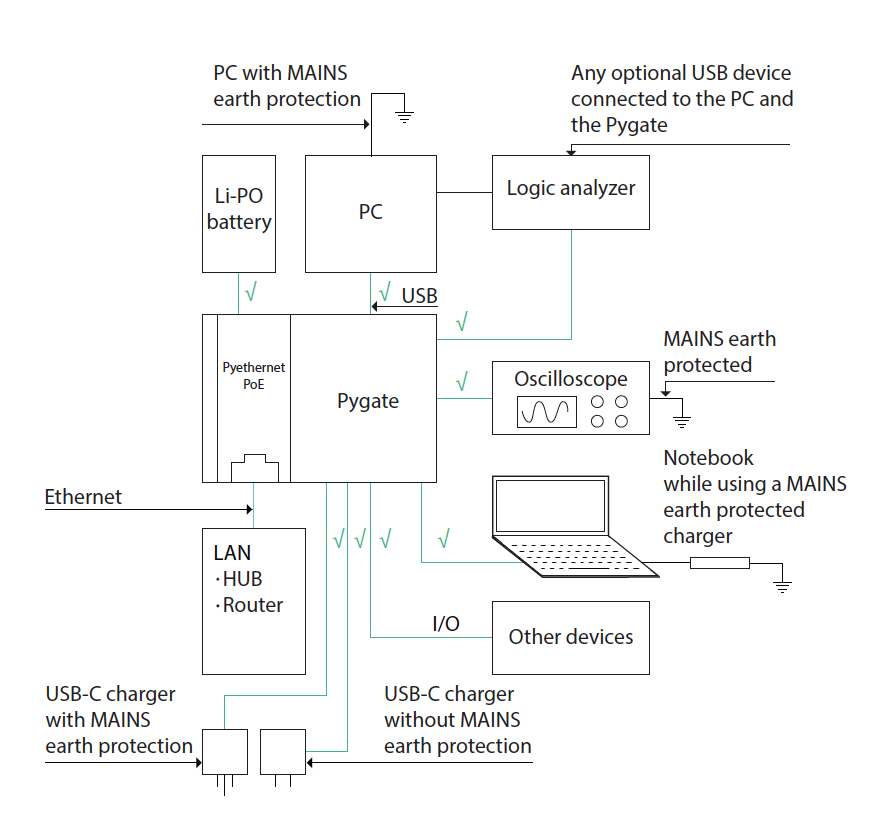 PC with MAINS
earth protection
Any optional USB device
connected to the PC and
the Pygate
Li-PO
battery
PC
Logic analyzer
√
√ USB
√
MAINS earth
protected
Pyethernet
PoE
Pygate
√
Oscilloscope
Notebook
while using a MAINS
earth protected
charger
Ethernet
√ √ √
√
LAN
·HUB
·Router
I/O
Other devices
USB-C charger
with MAINS
earth protection
USB-C charger
without MAINS
earth protection